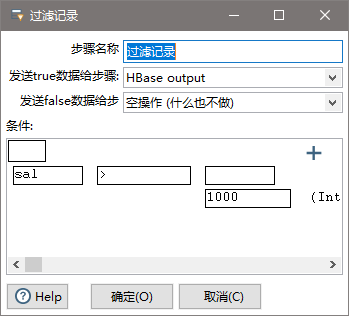 过滤记录
步骤名称 过滤记录
发送true数据给步骤: HBase output
发送false数据给步 空操作 (什么也不做)
条件:
sal >
1000 (Int
Help 确定(O) 取消(C)